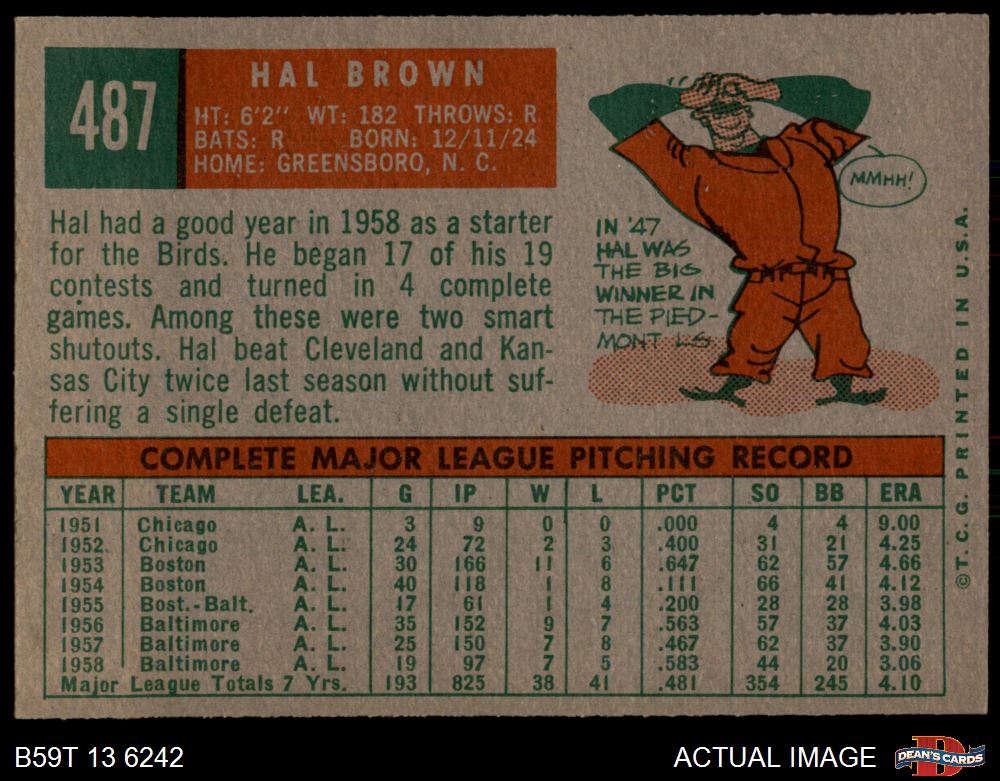 487
HAL BROWN
HT: 6'2" WT: 182 THROWS: R
BATS: R BORN: 12/11/24
HOME: GREENSBORO, N. C.
Hal had a good year in 1958 as a starter
for the Birds. He began 17 of his 19
contests and turned in 4 complete
games. Among these were two smart
shutouts. Hal beat Cleveland and Kan-
sas City twice last season without suf-
fering a single defeat.
IN '47
HAL WAS
THE BIG
WINNER IN
THE PIED-
MONT LS
MMHH!
COMPLETE MAJOR LEAGUE PITCHING RECORD
YEAR TEAM LEA. G IP W L PCT SO BB ERA
1951 Chicago A. L. 3 9 0 0 .000 4 4 9.00
1952 Chicago A. L. 24 72 2 3 .400 31 21 4.25
1953 Boston A. L. 30 166 11 6 .647 62 57 4.66
1954 Boston A. L. 40 118 1 8 .111 66 41 4.12
1955 Bost.-Balt. A. L. 17 61 1 4 .200 28 28 3.98
1956 Baltimore A. L. 35 152 9 7 .563 57 37 4.03
1957 Baltimore A. L. 25 150 7 8 .467 62 37 3.90
1958 Baltimore A. L. 19 97 7 5 .583 44 20 3.06
Major League Totals 7 Yrs. 193 825 38 41 .481 354 245 4.10
©T. C. G. PRINTED IN U.S.A.
B59T 13 6242
ACTUAL IMAGE
D
DEAN'S CARDS